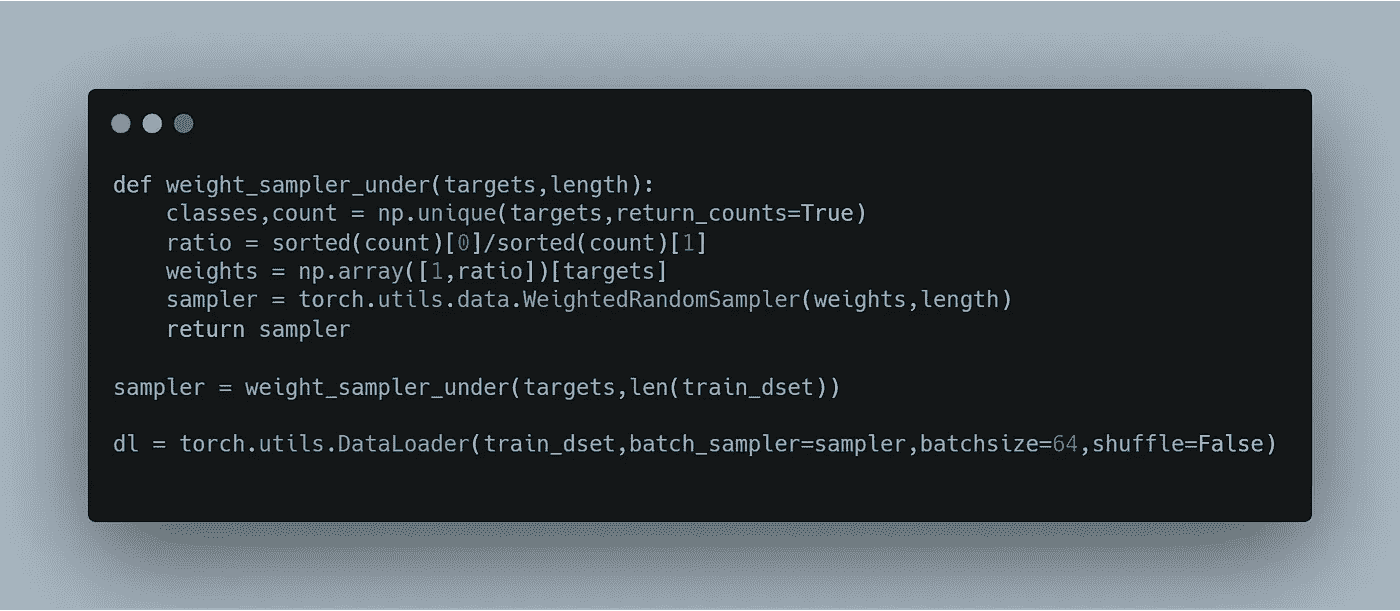 def weight_sampler_under(targets,length):
    classes,count = np.unique(targets,return_counts=True)
    ratio = sorted(count)[0]/sorted(count)[1]
    weights = np.array([1,ratio])[targets]
    sampler = torch.utils.data.WeightedRandomSampler(weights,length)
    return sampler
sampler = weight_sampler_under(targets,len(train_dset))
dl = torch.utils.DataLoader(train_dset,batch_sampler=sampler,batchsize=64,shuffle=False)